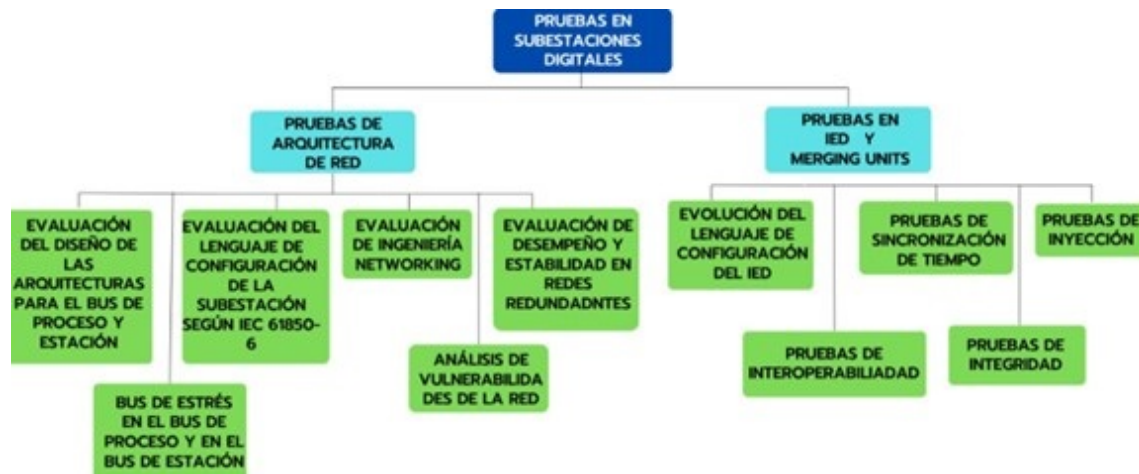 PRUEBAS EN
SUBESTACIONES
DIGITALES
PRUEBAS DE
ARQUITECTURA
DE RED
PRUEBAS EN
IED Y
MERGING UNITS
EVALUACIÓN
DEL DISEÑO DE
LAS
ARQUITECTURAS
PARA EL BUS DE
PROCESO Y
ESTACIÓN
BUS DE ESTRÉS
EN EL BUS DE
PROCESO Y EN EL
BUS DE ESTACIÓN
EVALUACIÓN DEL
LENGUAJE DE
CONFIGURACIÓN
DE LA
SUBESTACIÓN
SEGÚN IEC 61850-
6
EVALUACIÓN
DE INGENIERÍA
NETWORKING
ANÁLISIS DE
VULNERABILIDA
DES DE LA RED
EVALUACIÓN DE
DESEMPEÑO Y
ESTABILIDAD EN
REDES
REDUNDADNTES
EVOLUCIÓN DEL
LENGUAJE DE
CONFIGURACIÓN
DEL IED
PRUEBAS DE
INTEROPERABILIADAD
PRUEBAS DE
SINCRONIZACIÓN
DE TIEMPO
PRUEBAS DE
INTEGRIDAD
PRUEBAS DE
INYECCIÓN